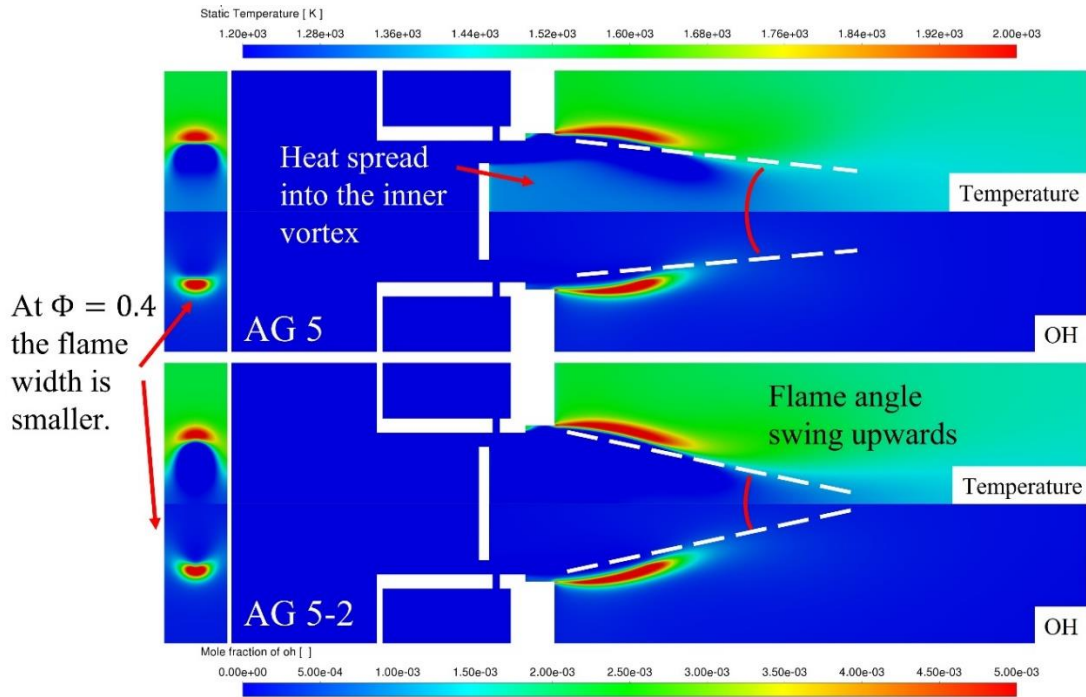 Static Temperature [ K ]
1.20e+03 1.28e+03 1.36e+03 1.44e+03 1.52e+03 1.60e+03 1.68e+03 1.76e+03 1.84e+03 1.92e+03 2.00e+03
Heat spread
into the inner
vortex
Temperature
At Φ = 0.4
the flame
width is
smaller.
AG 5
OH
Flame angle
swing upwards
Temperature
AG 5-2
OH
Mole fraction of oh [ ]
0.00e+00 5.00e-04 1.00e-03 1.50e-03 2.00e-03 2.50e-03 3.00e-03 3.50e-03 4.00e-03 4.50e-03 5.00e-03